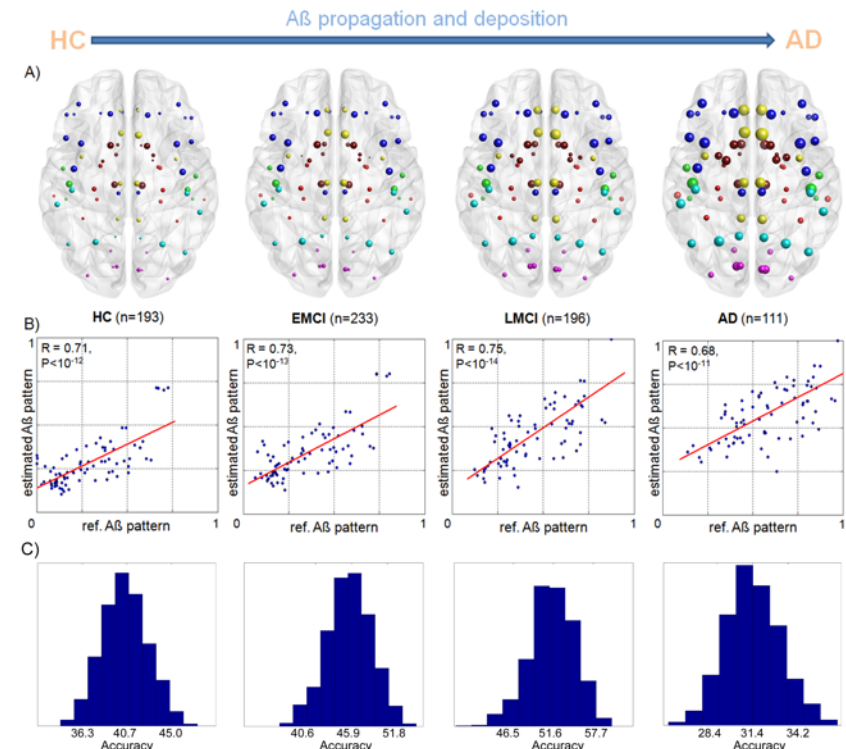 Aß propagation and deposition
HC
AD
A)
HC (n=193)
EMCI (n=233)
LMCI (n=196)
AD (n=111)
B)
1
R = 0.71,
P<10^-12
estimated Aß pattern
0
ref. Aß pattern
1
1
R = 0.73,
P<10^-13
estimated Aß pattern
0
ref. Aß pattern
1
1
R = 0.75,
P<10^-14
estimated Aß pattern
0
ref. Aß pattern
1
1
R = 0.68,
P<10^-11
estimated Aß pattern
0
ref. Aß pattern
1
C)
36.3 40.7 45.0
Accuracy
40.6 45.9 51.8
Accuracy
46.5 51.6 57.7
Accuracy
28.4 31.4 34.2
Accuracy